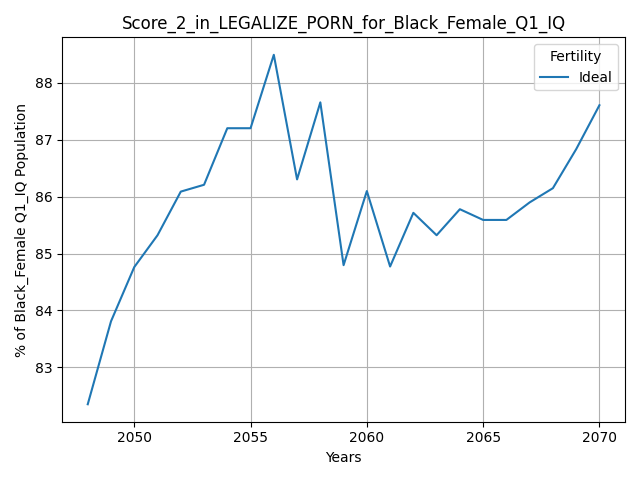 Score_2_in_LEGALIZE_PORN_for_Black_Female_Q1_IQ
Fertility
Ideal
% of Black_Female Q1_IQ Population
88
87
86
85
84
83
2050 2055 2060 2065 2070
Years